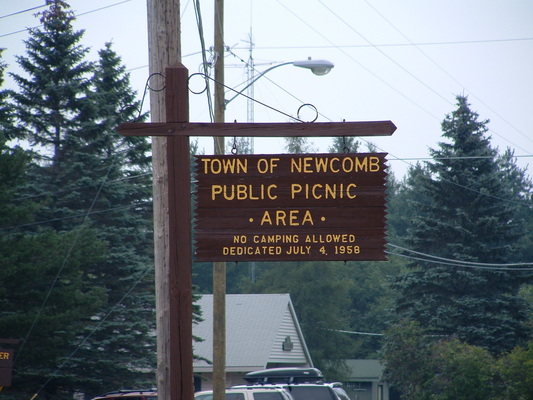 TOWN OF NEWCOMB
PUBLIC PICNIC
• AREA •
NO CAMPING ALLOWED
DEDICATED JULY 4, 1958